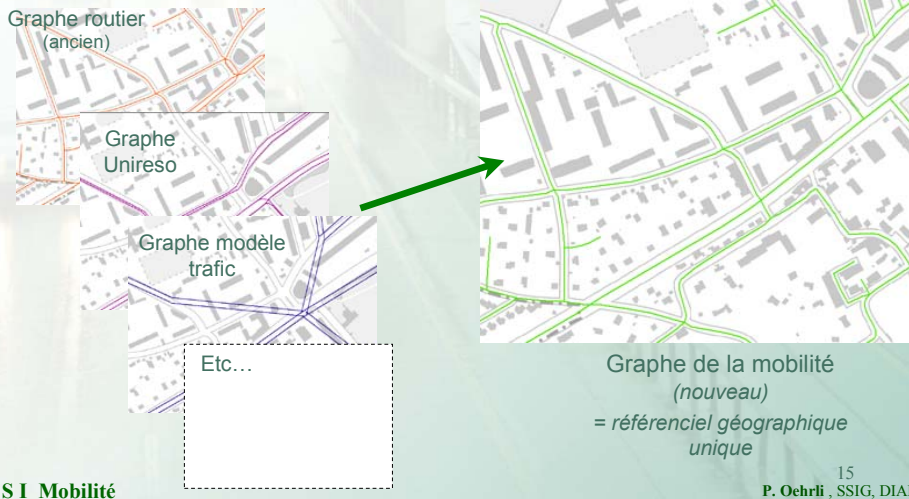 Graphe routier
(ancien)
Graphe
Unireso
Graphe modèle
trafic
Etc…
Graphe de la mobilité
(nouveau)
= référenciel géographique
unique
15
S I Mobilité
P. Oehrli , SSIG, DIAE